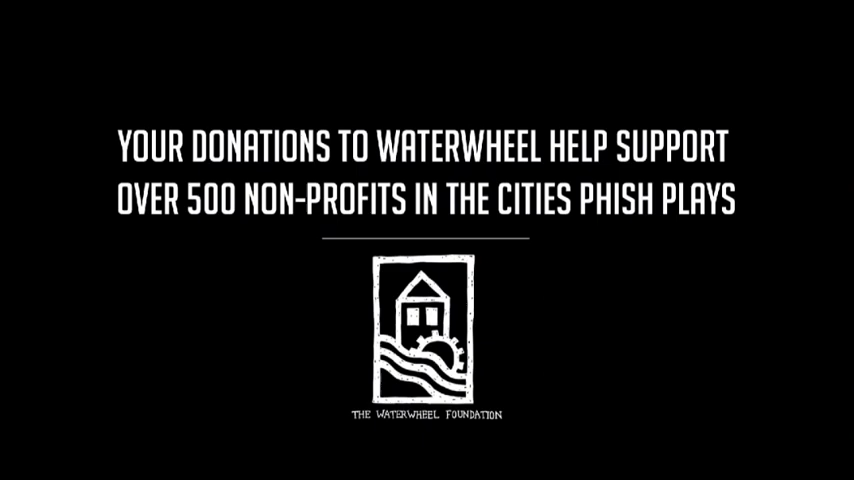 YOUR DONATIONS TO WATERWHEEL HELP SUPPORT
OVER 500 NON-PROFITS IN THE CITIES PHISH PLAYS
THE WATERWHEEL FOUNDATION